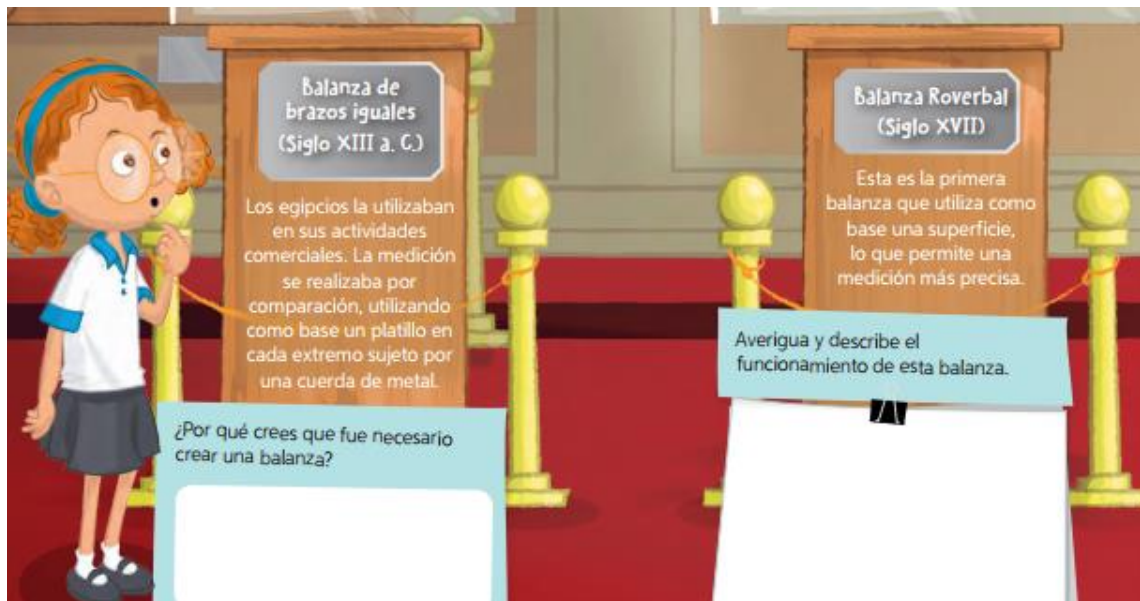 Balanza de
brazos iguales
(Siglo XIII a. C.)
Los egipcios la utilizaban
en sus actividades
comerciales. La medición
se realizaba por
comparación, utilizando
como base un platillo en
cada extremo sujeto por
una cuerda de metal.
¿Por qué crees que fue necesario
crear una balanza?
Balanza Roverbal
(Siglo XVII)
Esta es la primera
balanza que utiliza como
base una superficie,
lo que permite una
medición más precisa.
Averigua y describe el
funcionamiento de esta balanza.